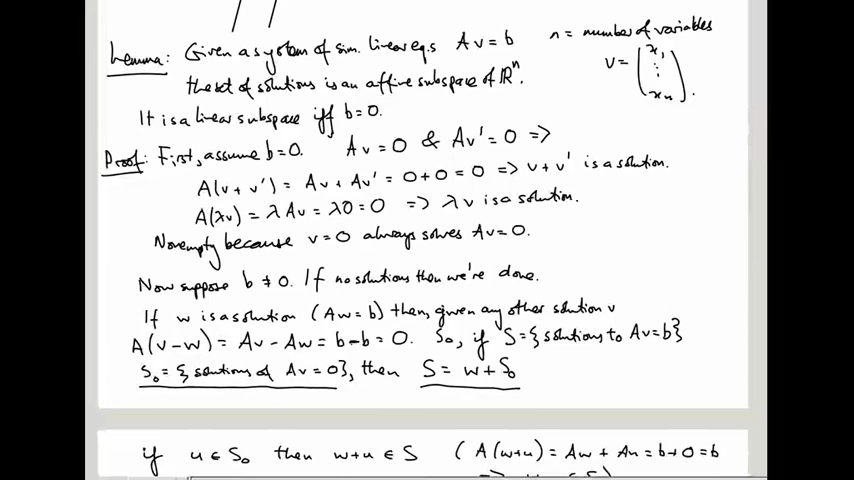 Lemma: Given a system of sim. linear eq.s Av = b n = number of variables
the set of solutions is an affine subspace of ℝⁿ. v = (x₁ ⋮ xₙ).
It is a linear subspace iff b = 0.
Proof: First, assume b = 0. Av = 0 & Av' = 0 ⇒
A(v + v') = Av + Av' = 0 + 0 = 0 ⇒ v + v' is a solution.
A(λv) = λAv = λ0 = 0 ⇒ λv is a solution.
Nonempty because v = 0 always solves Av = 0.
Now suppose b ≠ 0. If no solutions then we're done.
If w is a solution (Aw = b) then, given any other solution v
A(v - w) = Av - Aw = b - b = 0. So, if S = {solutions to Av = b}
S₀ = {solutions of Av = 0}, then S = w + S₀
if u ∈ S₀ then w + u ∈ S (A(w+u) = Aw + Au = b + 0 = b